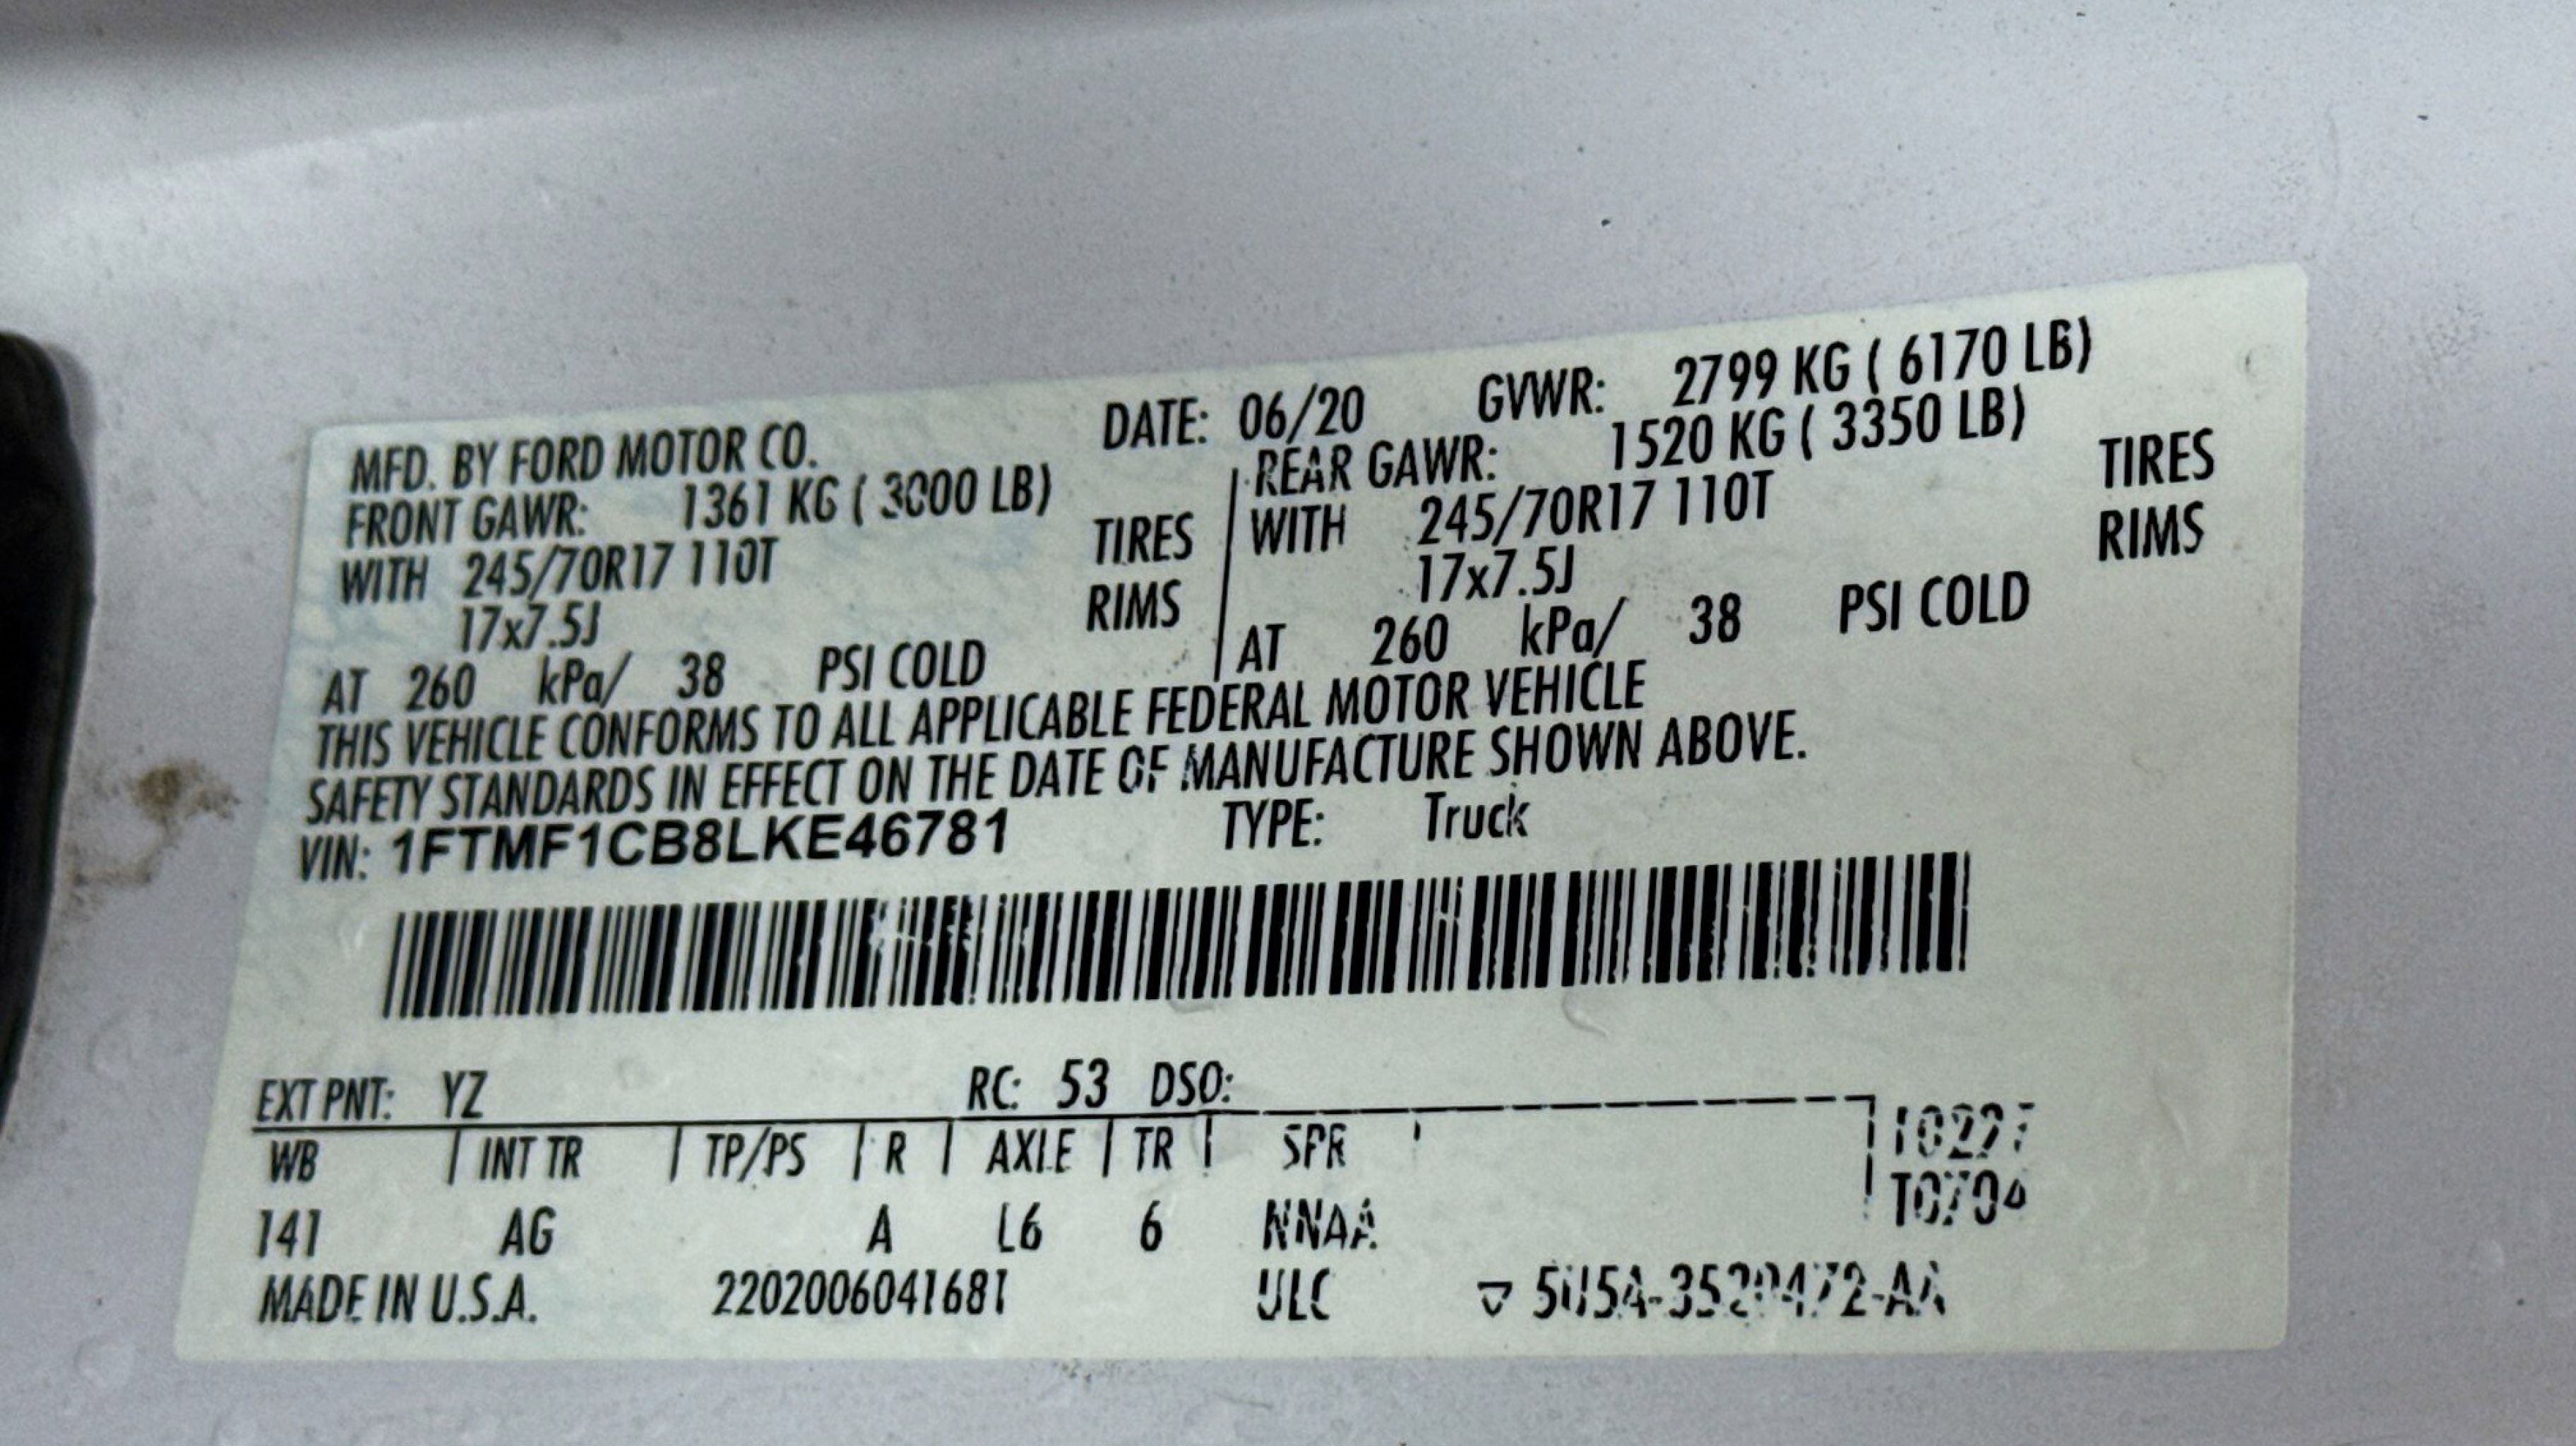 MFD. BY FORD MOTOR CO. DATE: 06/20 GVWR: 2799 KG ( 6170 LB)
FRONT GAWR: 1361 KG ( 3000 LB) REAR GAWR: 1520 KG ( 3350 LB)
WITH 245/70R17 110T TIRES WITH 245/70R17 110T TIRES
17x7.5J RIMS 17x7.5J RIMS
AT 260 kPa/ 38 PSI COLD AT 260 kPa/ 38 PSI COLD
THIS VEHICLE CONFORMS TO ALL APPLICABLE FEDERAL MOTOR VEHICLE
SAFETY STANDARDS IN EFFECT ON THE DATE OF MANUFACTURE SHOWN ABOVE.
VIN: 1FTMF1CB8LKE46781 TYPE: Truck
EXT PNT: YZ RC: 53 DSO:
WB INT TR TP/PS R AXLE TR SPR
141 AG A L6 6 NNAA
MADE IN U.S.A. 2202006041681 ULC